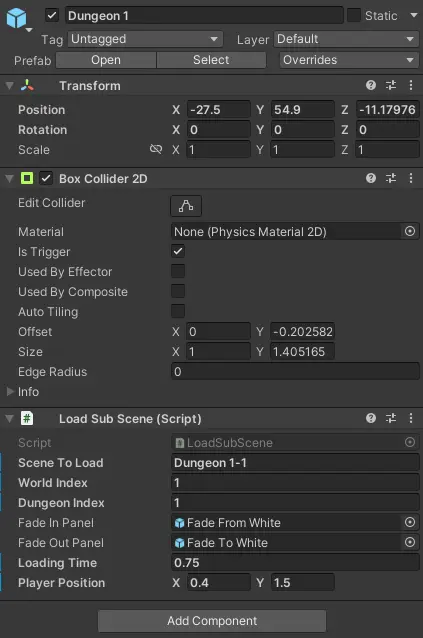 Dungeon 1 Static
Tag Untagged Layer Default
Prefab Open Select Overrides
Transform
Position X -27.5 Y 54.9 Z -11.17976
Rotation X 0 Y 0 Z 0
Scale X 1 Y 1 Z 1
Box Collider 2D
Edit Collider
Material None (Physics Material 2D)
Is Trigger
Used By Effector
Used By Composite
Auto Tiling
Offset X 0 Y -0.202582
Size X 1 Y 1.405165
Edge Radius 0
Info
# Load Sub Scene (Script)
Script # LoadSubScene
Scene To Load Dungeon 1-1
World Index 1
Dungeon Index 1
Fade In Panel Fade From White
Fade Out Panel Fade To White
Loading Time 0.75
Player Position X 0.4 Y 1.5
Add Component